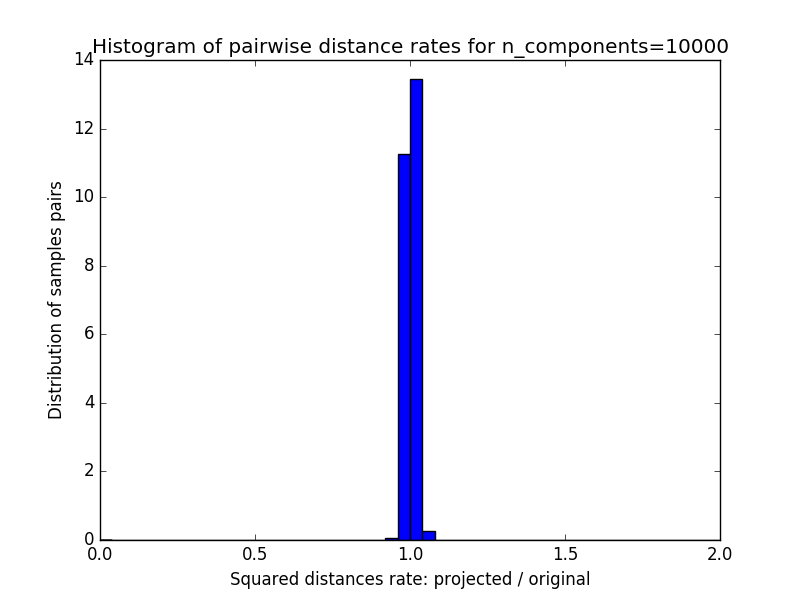 Histogram of pairwise distance rates for n_components=10000
14
12
10
8
6
4
2
0
Distribution of samples pairs
0.0 0.5 1.0 1.5 2.0
Squared distances rate: projected / original